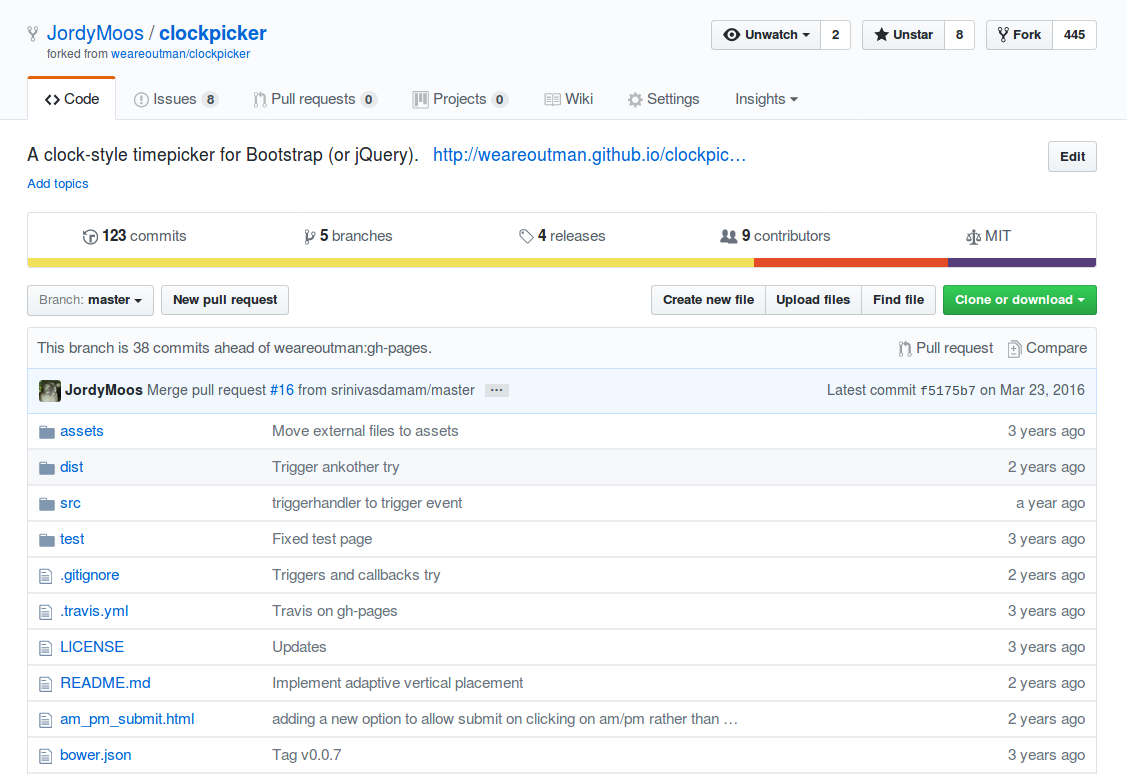 JordyMoos / clockpicker
forked from weareoutman/clockpicker
Unwatch 2 Unstar 8 Fork 445
Code Issues 8 Pull requests 0 Projects 0 Wiki Settings Insights
A clock-style timepicker for Bootstrap (or jQuery). http://weareoutman.github.io/clockpic… Edit
Add topics
123 commits 5 branches 4 releases 9 contributors MIT
Branch: master New pull request Create new file Upload files Find file Clone or download
This branch is 38 commits ahead of weareoutman:gh-pages. Pull request Compare
JordyMoos Merge pull request #16 from srinivasdamam/master … Latest commit f5175b7 on Mar 23, 2016
assets Move external files to assets 3 years ago
dist Trigger ankother try 2 years ago
src triggerhandler to trigger event a year ago
test Fixed test page 3 years ago
.gitignore Triggers and callbacks try 2 years ago
.travis.yml Travis on gh-pages 3 years ago
LICENSE Updates 3 years ago
README.md Implement adaptive vertical placement 2 years ago
am_pm_submit.html adding a new option to allow submit on clicking on am/pm rather than … 2 years ago
bower.json Tag v0.0.7 3 years ago